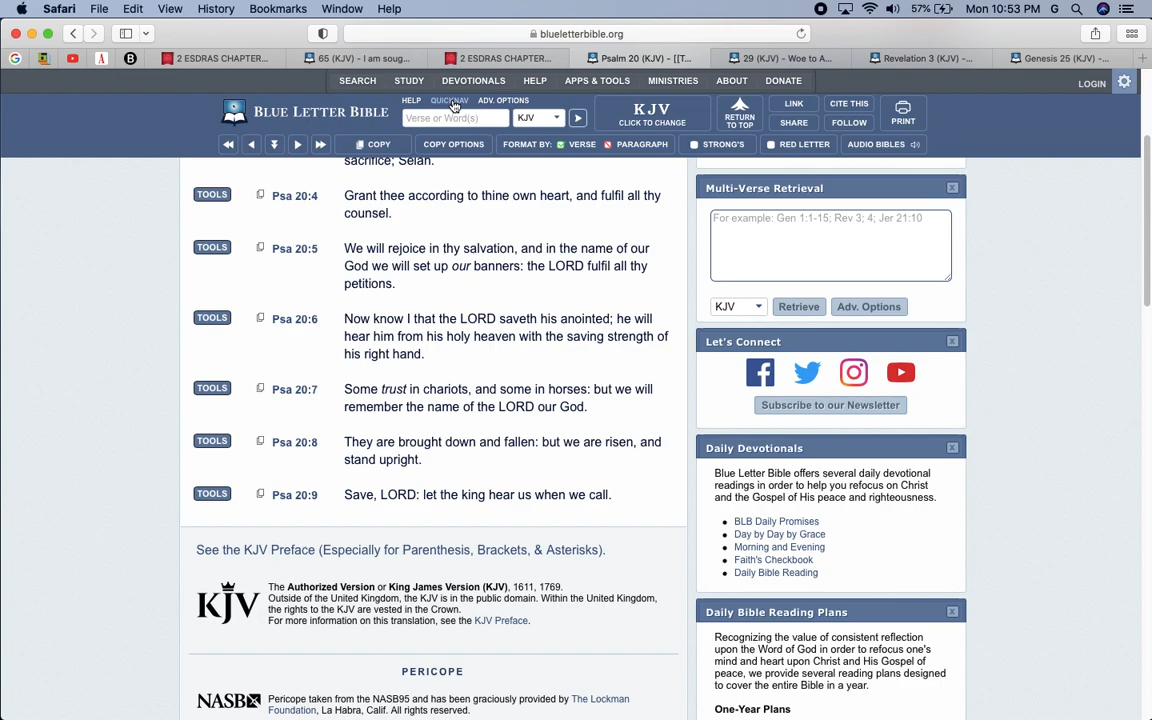 Safari File Edit View History Bookmarks Window Help 57% Mon 10:53 PM G
blueletterbible.org
2 ESDRAS CHAPTER... 65 (KJV) - I am soug... 2 ESDRAS CHAPTER... Psalm 20 (KJV) - [[T... 29 (KJV) - Woe to A... Revelation 3 (KJV) -... Genesis 25 (KJV) -...
SEARCH STUDY DEVOTIONALS HELP APPS & TOOLS MINISTRIES ABOUT DONATE LOGIN
HELP QUICKNAV ADV. OPTIONS
BLUE LETTER BIBLE
Verse or Word(s) KJV
KJV
CLICK TO CHANGE
RETURN
TO TOP
LINK CITE THIS
SHARE FOLLOW
PRINT
COPY COPY OPTIONS FORMAT BY: VERSE PARAGRAPH STRONG'S RED LETTER AUDIO BIBLES
sacrifice; Selah.
TOOLS Psa 20:4 Grant thee according to thine own heart, and fulfil all thy
counsel.
TOOLS Psa 20:5 We will rejoice in thy salvation, and in the name of our
God we will set up our banners: the LORD fulfil all thy
petitions.
TOOLS Psa 20:6 Now know I that the LORD saveth his anointed; he will
hear him from his holy heaven with the saving strength of
his right hand.
TOOLS Psa 20:7 Some trust in chariots, and some in horses: but we will
remember the name of the LORD our God.
TOOLS Psa 20:8 They are brought down and fallen: but we are risen, and
stand upright.
TOOLS Psa 20:9 Save, LORD: let the king hear us when we call.
See the KJV Preface (Especially for Parenthesis, Brackets, & Asterisks).
KJV
The Authorized Version or King James Version (KJV), 1611, 1769.
Outside of the United Kingdom, the KJV is in the public domain. Within the United Kingdom,
the rights to the KJV are vested in the Crown.
For more information on this translation, see the KJV Preface.
PERICOPE
NASB
Pericope taken from the NASB95 and has been graciously provided by The Lockman
Foundation, La Habra, Calif. All rights reserved.
Multi-Verse Retrieval
For example: Gen 1:1-15; Rev 3; 4; Jer 21:10
KJV Retrieve Adv. Options
Let's Connect
Subscribe to our Newsletter
Daily Devotionals
Blue Letter Bible offers several daily devotional
readings in order to help you refocus on Christ
and the Gospel of His peace and righteousness.
BLB Daily Promises
Day by Day by Grace
Morning and Evening
Faith's Checkbook
Daily Bible Reading
Daily Bible Reading Plans
Recognizing the value of consistent reflection
upon the Word of God in order to refocus one's
mind and heart upon Christ and His Gospel of
peace, we provide several reading plans designed
to cover the entire Bible in a year.
One-Year Plans